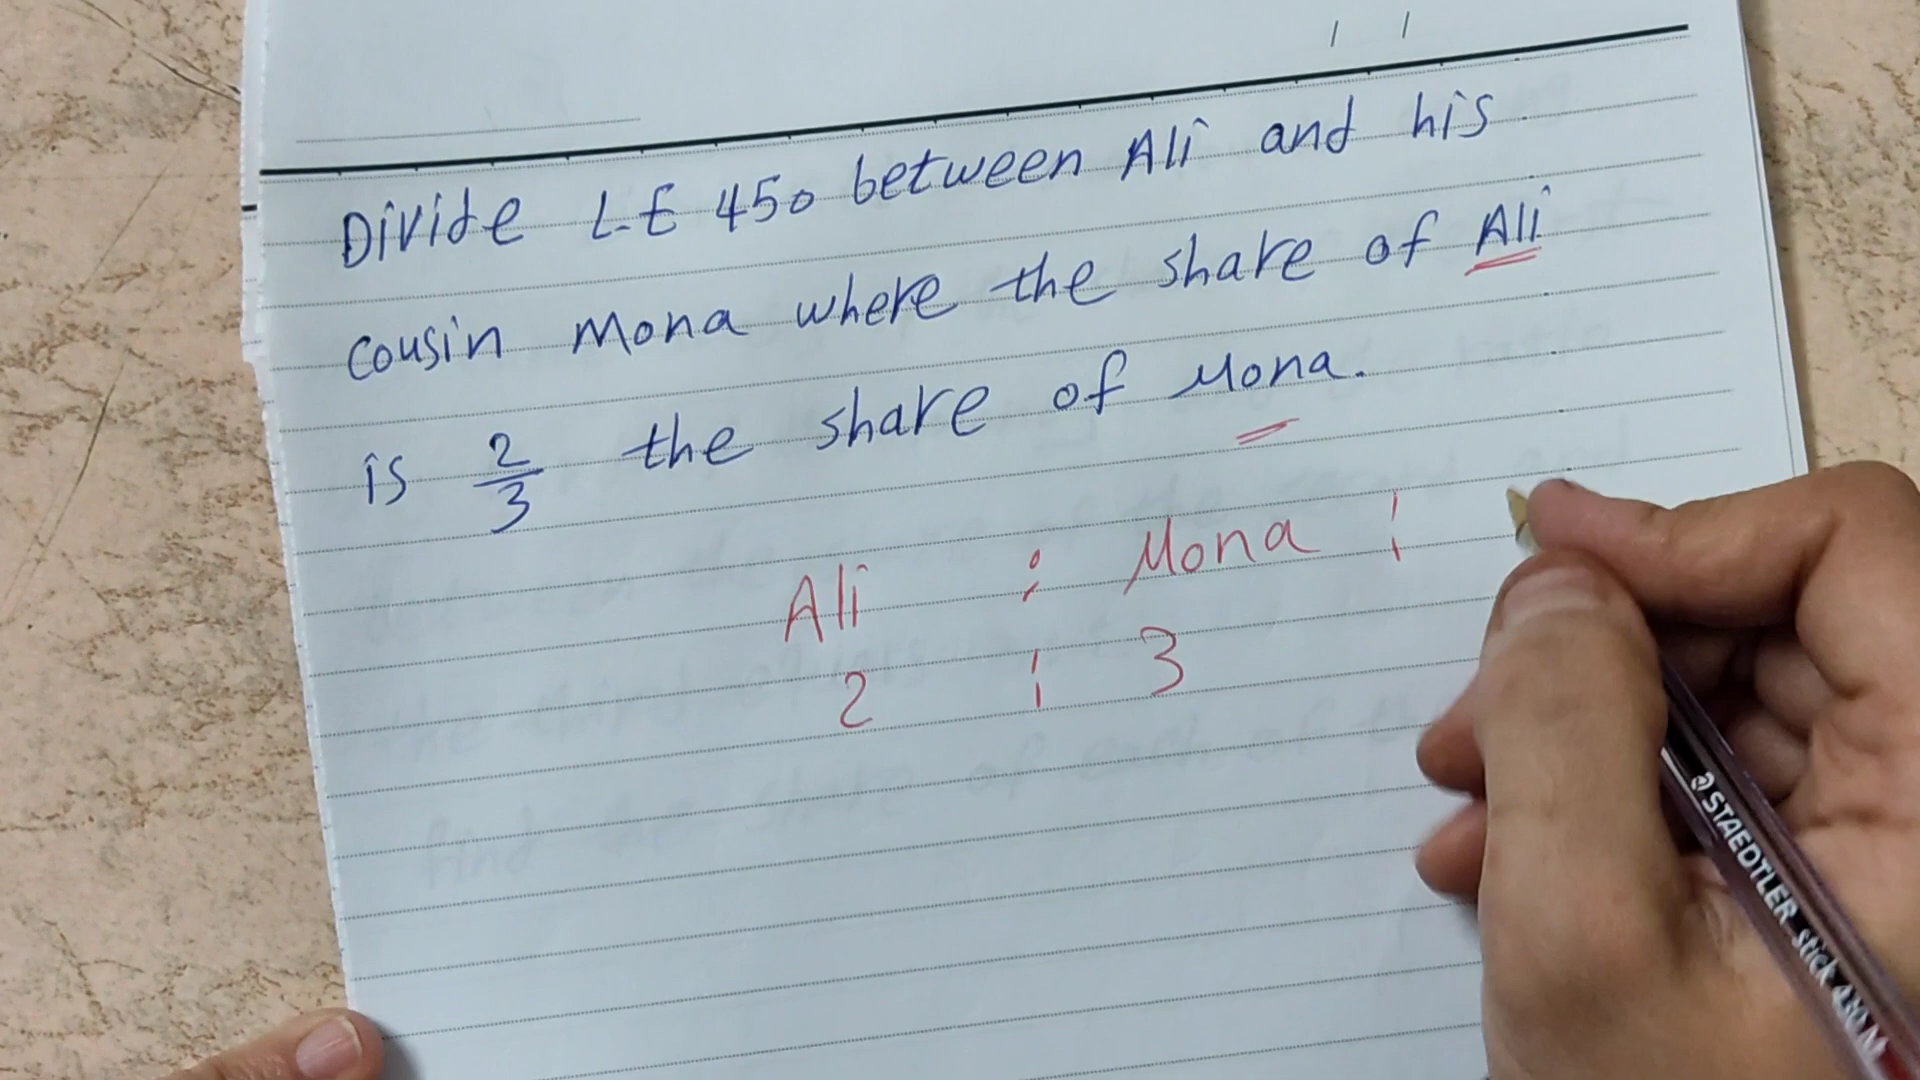 Divide L.E 450 between Ali and his
cousin Mona where the share of Ali
is 2/3 the share of Mona.
Ali : Mona :
2 : 3
STAEDTLER stick 430 M